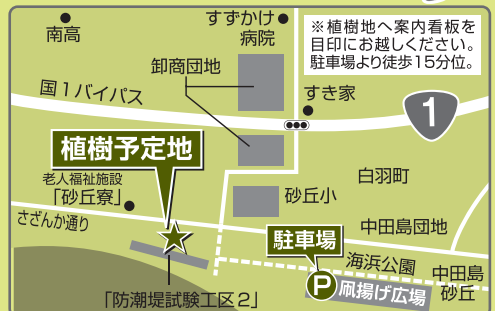 南高
すずかけ
病院
※植樹地へ案内看板を
目印にお越しください。
駐車場より徒歩15分位。
卸商団地
国1バイパス
すき家
1
植樹予定地
老人福祉施設
「砂丘寮」
さざんか通り
砂丘小
白羽町
中田島団地
駐車場
海浜公園
P
凧揚げ広場
中田島
砂丘
「防潮堤試験工区2」